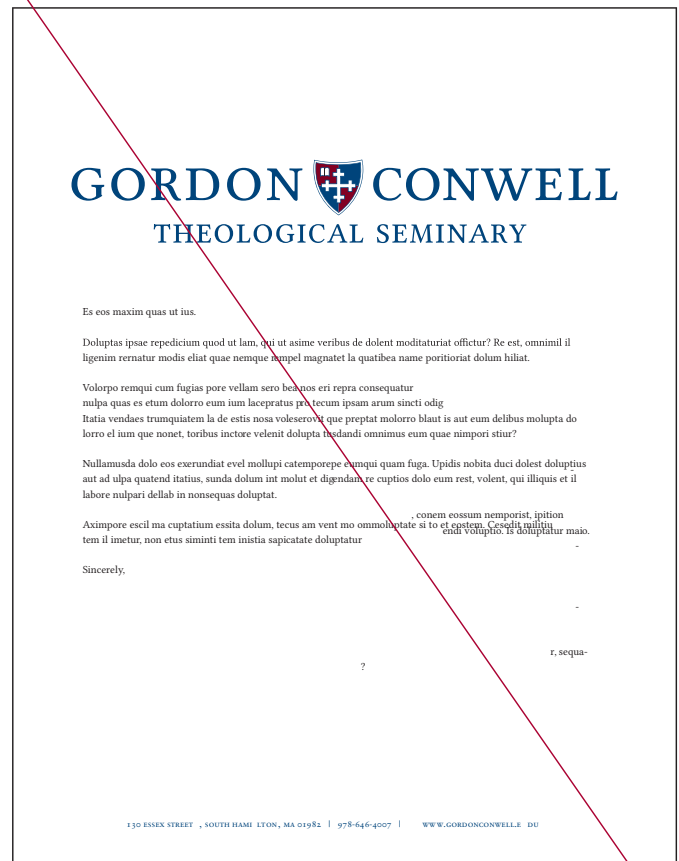 GORDON CONWELL
THEOLOGICAL SEMINARY
Es eos maxim quas ut ius.
Doluptas ipsae repedicium quod ut lam, qui ut asime veribus de dolent moditaturiat offictur? Re est, omnimil il
ligenim rernatur modis eliat quae nemque rempel magnatet la quatibea name poritioriat dolum hiliat.
Volorpo remqui cum fugias pore vellam sero bea nos eri repra consequatur
nulpa quas es etum dolorro eum ium lacepratus pro tecum ipsam arum sincti odig
Itatia vendaes trumquiatem la de estis nosa voleserovit que preptat molorro blaut is aut eum delibus molupta do
lorro el ium que nonet, toribus inctore velenit dolupta tusdandi omnimus eum quae nimpori stiur?
Nullamusda dolo eos exerundiat evel mollupi catemporepe eumqui quam fuga. Upidis nobita duci dolest doluptius
-
aut ad ulpa quatend itatius, sunda dolum int molut et digendam re cuptios dolo eum rest, volent, qui illiquis et il
labore nulpari dellab in nonsequas doluptat.
, conem eossum nemporist, ipition
Aximpore escil ma cuptatium essita dolum, tecus am vent mo ommoluptate si to et eostem. Cesedit militiu
endi voluptio. Is doluptatur maio.
tem il imetur, non etus siminti tem inistia sapicatate doluptatur
-
Sincerely,
-
r, sequa-
?
130 ESSEX STREET , SOUTH HAMI LTON, MA 01982 | 978-646-4007 | WWW.GORDONCONWELL.E DU